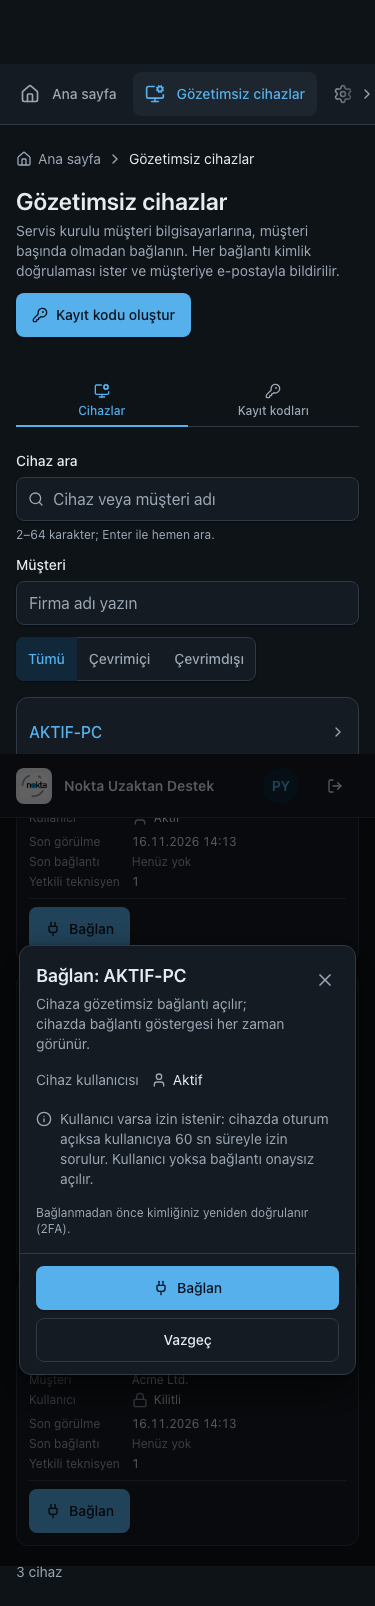 Ana sayfa
Gözetimsiz cihazlar
Ana sayfa
Gözetimsiz cihazlar
Gözetimsiz cihazlar
Servis kurulu müşteri bilgisayarlarına, müşteri
başında olmadan bağlanın. Her bağlantı kimlik
doğrulaması ister ve müşteriye e-postayla bildirilir.
Kayıt kodu oluştur
Cihazlar
Kayıt kodları
Cihaz ara
Cihaz veya müşteri adı
2–64 karakter; Enter ile hemen ara.
Müşteri
Firma adı yazın
Tümü
Çevrimiçi
Çevrimdışı
AKTIF-PC
nokta
Nokta Uzaktan Destek
PY
Kullanıcı
Aktif
Son görülme
16.11.2026 14:13
Son bağlantı
Henüz yok
Yetkili teknisyen
1
Bağlan
Bağlan: AKTIF-PC
Cihaza gözetimsiz bağlantı açılır;
cihazda bağlantı göstergesi her zaman
görünür.
Cihaz kullanıcısı
Aktif
Kullanıcı varsa izin istenir: cihazda oturum
açıksa kullanıcıya 60 sn süreyle izin
sorulur. Kullanıcı yoksa bağlantı onaysız
açılır.
Bağlanmadan önce kimliğiniz yeniden doğrulanır
(2FA).
Bağlan
Vazgeç
Müşteri
Acme Ltd.
Kullanıcı
Kilitli
Son görülme
16.11.2026 14:13
Son bağlantı
Henüz yok
Yetkili teknisyen
1
Bağlan
3 cihaz